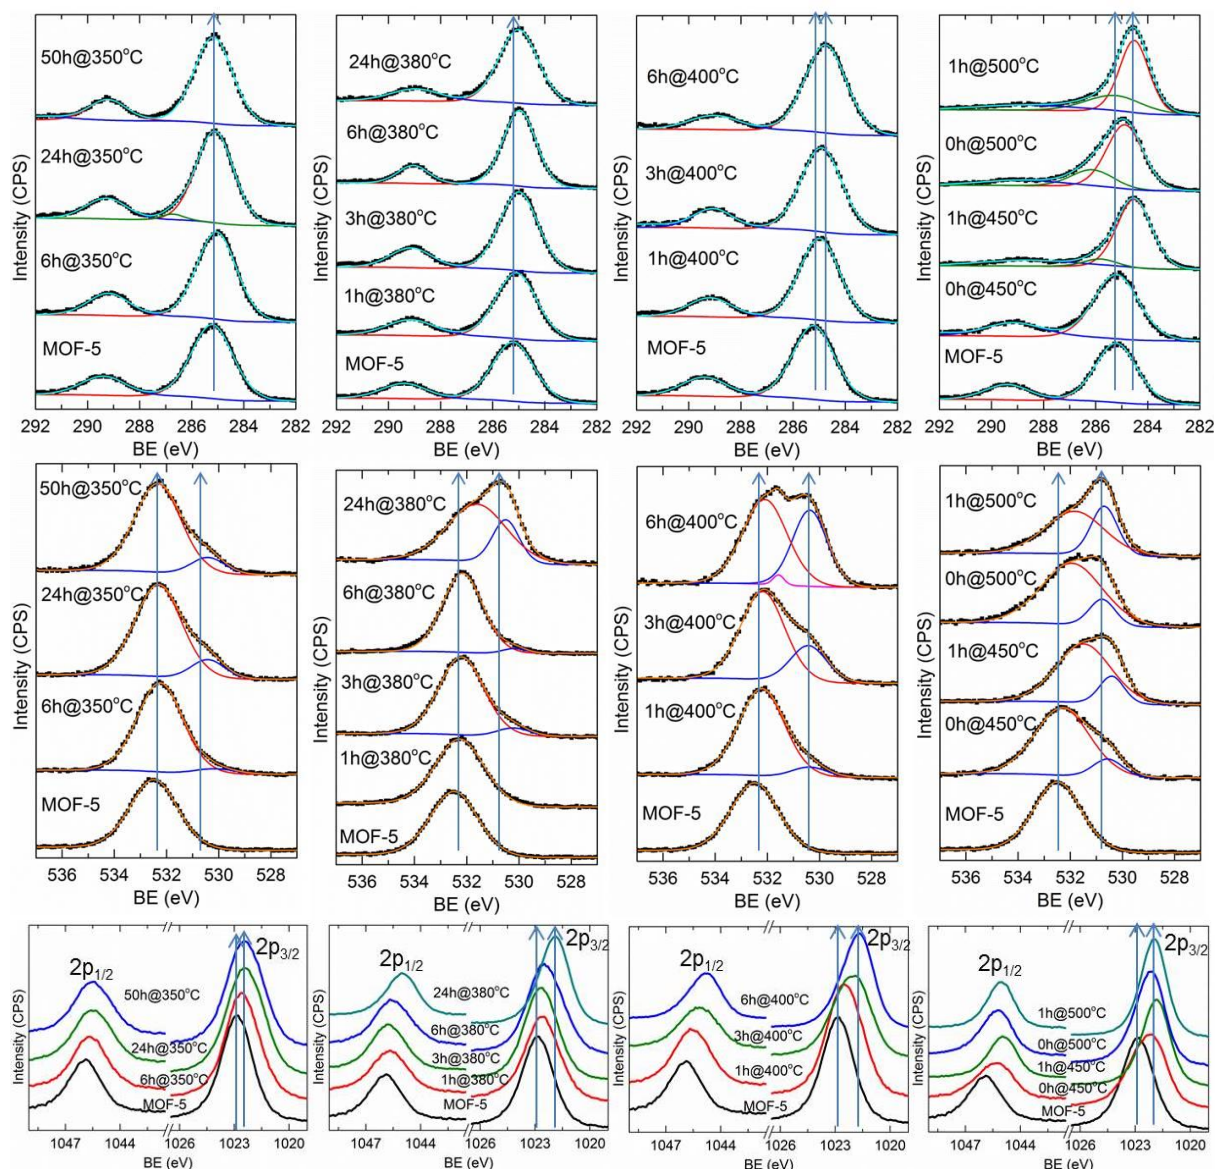 Intensity (CPS)
50h@350°C
24h@350°C
6h@350°C
MOF-5
292 290 288 286 284 282
BE (eV)
Intensity (CPS)
24h@380°C
6h@380°C
3h@380°C
1h@380°C
MOF-5
292 290 288 286 284 282
BE (eV)
Intensity (CPS)
6h@400°C
3h@400°C
1h@400°C
MOF-5
292 290 288 286 284 282
BE (eV)
Intensity (CPS)
1h@500°C
0h@500°C
1h@450°C
0h@450°C
MOF-5
292 290 288 286 284 282
BE (eV)
Intensity (CPS)
50h@350°C
24h@350°C
6h@350°C
MOF-5
536 534 532 530 528
BE (eV)
Intensity (CPS)
24h@380°C
6h@380°C
3h@380°C
1h@380°C
MOF-5
536 534 532 530 528
BE (eV)
Intensity (CPS)
6h@400°C
3h@400°C
1h@400°C
MOF-5
536 534 532 530 528
BE (eV)
Intensity (CPS)
1h@500°C
0h@500°C
1h@450°C
0h@450°C
MOF-5
536 534 532 530 528
BE (eV)
Intensity (CPS)
2p1/2
2p3/2
50h@350°C
24h@350°C
6h@350°C
MOF-5
1047 1044 1026 1023 1020
BE (eV)
Intensity (CPS)
2p1/2
2p3/2
24h@380°C
6h@380°C
3h@380°C
1h@380°C
MOF-5
1047 1044 1026 1023 1020
BE (eV)
Intensity (CPS)
2p1/2
2p3/2
6h@400°C
3h@400°C
1h@400°C
MOF-5
1047 1044 1026 1023 1020
BE (eV)
Intensity (CPS)
2p1/2
2p3/2
1h@500°C
0h@500°C
1h@450°C
0h@450°C
MOF-5
1047 1044 1026 1023 1020
BE (eV)